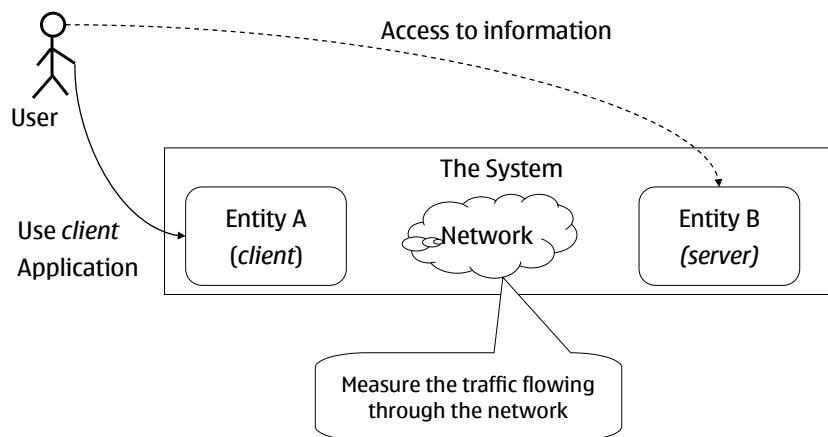 Access to information
User
The System
Use client
Application
Entity A
(client)
Network
Entity B
(server)
Measure the traffic flowing
through the network